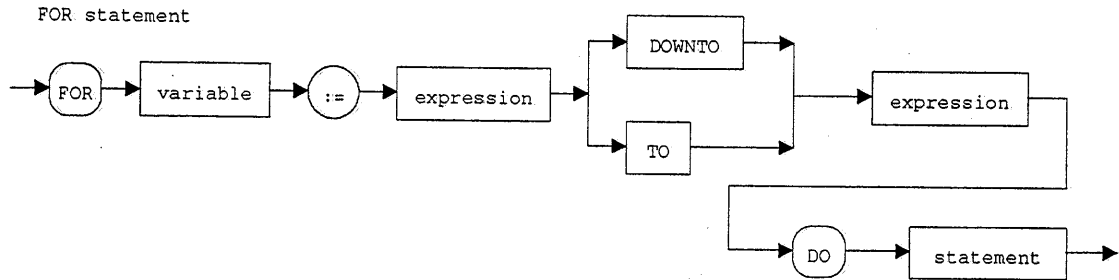 FOR statement
FOR
variable
:=
expression
DOWNTO
TO
expression
DO
statement